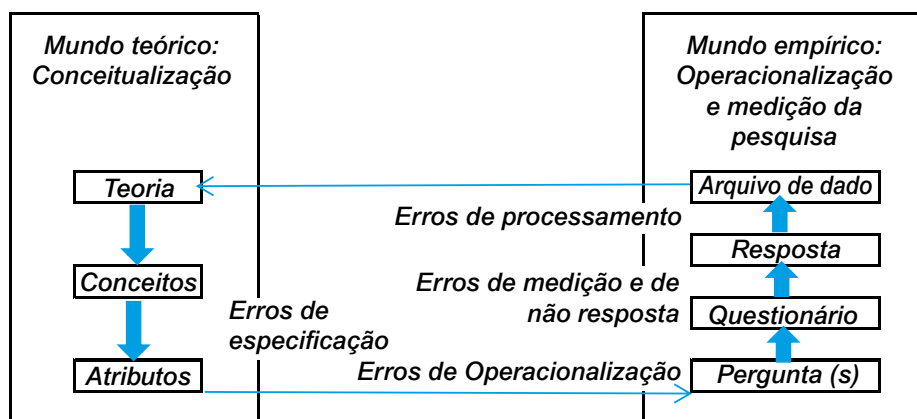 Mundo teórico:
Conceitualização
Mundo empírico:
Operacionalização
e medição da
pesquisa
Teoria
Arquivo de dado
Erros de processamento
Resposta
Conceitos
Erros de medição e de
não resposta
Questionário
Erros de
especificação
Atributos
Erros de Operacionalização
Pergunta (s)